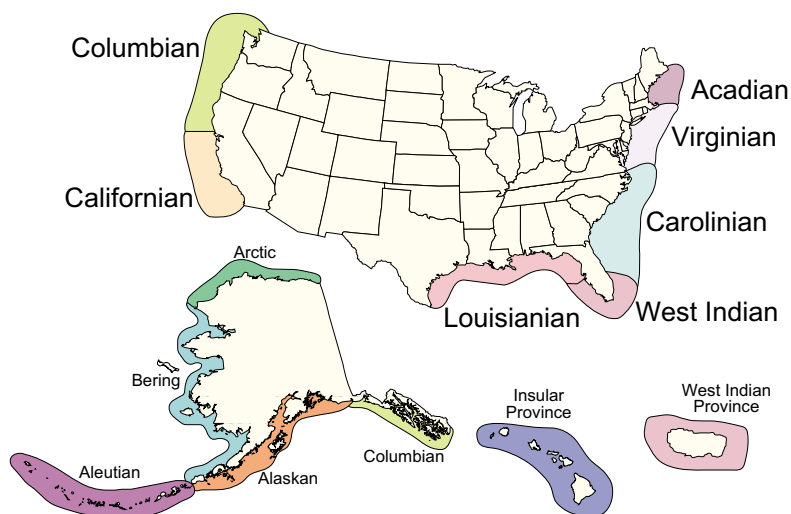 Columbian
Acadian
Virginian
Californian
Carolinian
Arctic
Louisianian
West Indian
Bering
Insular
Province
West Indian
Province
Columbian
Aleutian
Alaskan